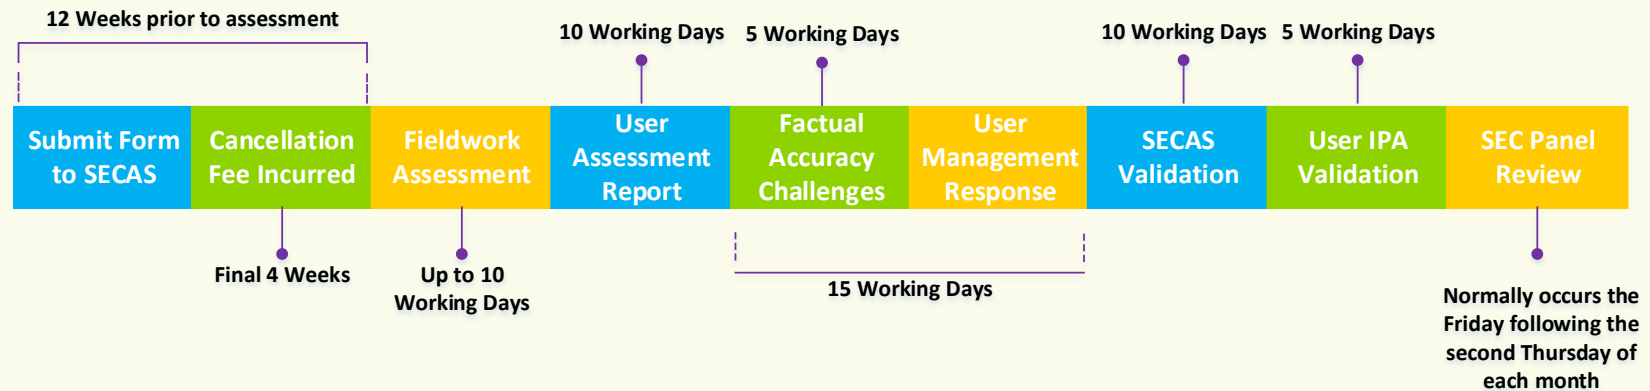 12 Weeks prior to assessment
10 Working Days
5 Working Days
10 Working Days
5 Working Days
Submit Form
to SECAS
Cancellation
Fee Incurred
Fieldwork
Assessment
User
Assessment
Report
Factual
Accuracy
Challenges
User
Management
Response
SECAS
Validation
User IPA
Validation
SEC Panel
Review
Final 4 Weeks
Up to 10
Working Days
15 Working Days
Normally occurs the
Friday following the
second Thursday of
each month